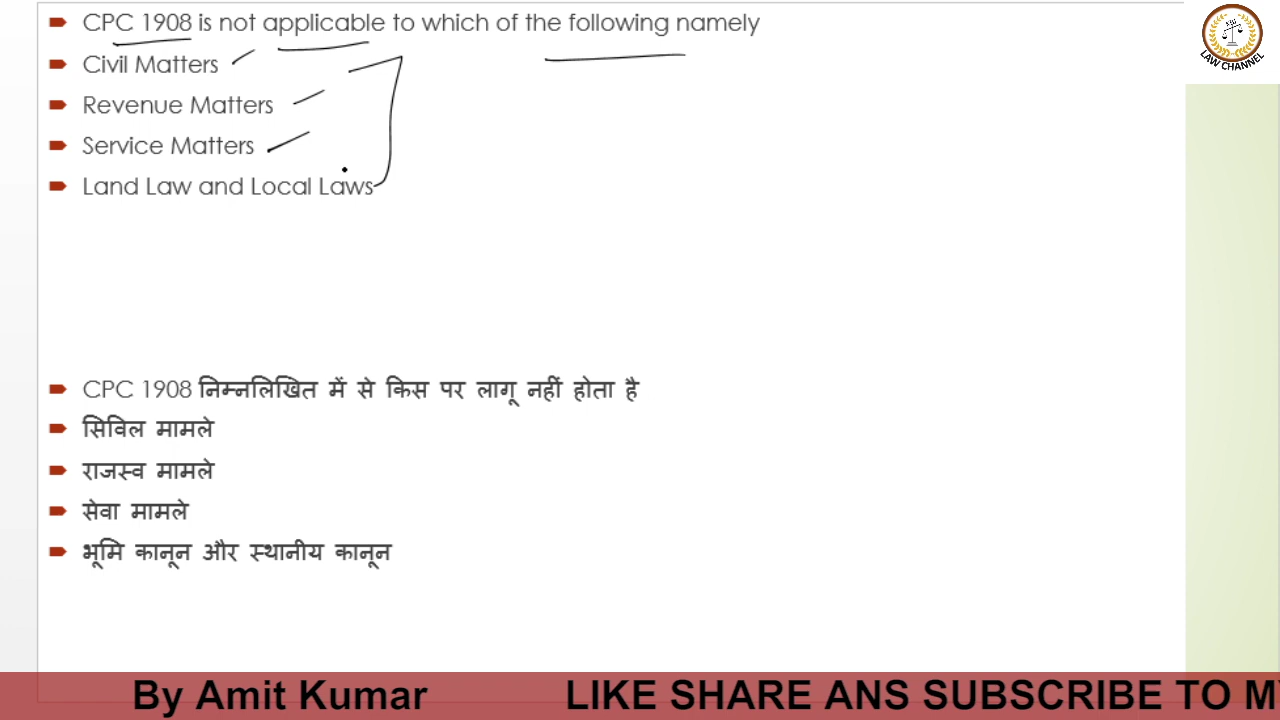 CPC 1908 is not applicable to which of the following namely
Civil Matters
Revenue Matters
Service Matters
Land Law and Local Laws
LAW CHANNEL
CPC 1908 निम्नलिखित में से किस पर लागू नहीं होता है
सिविल मामले
राजस्व मामले
सेवा मामले
भूमि कानून और स्थानीय कानून
By Amit Kumar LIKE SHARE ANS SUBSCRIBE TO